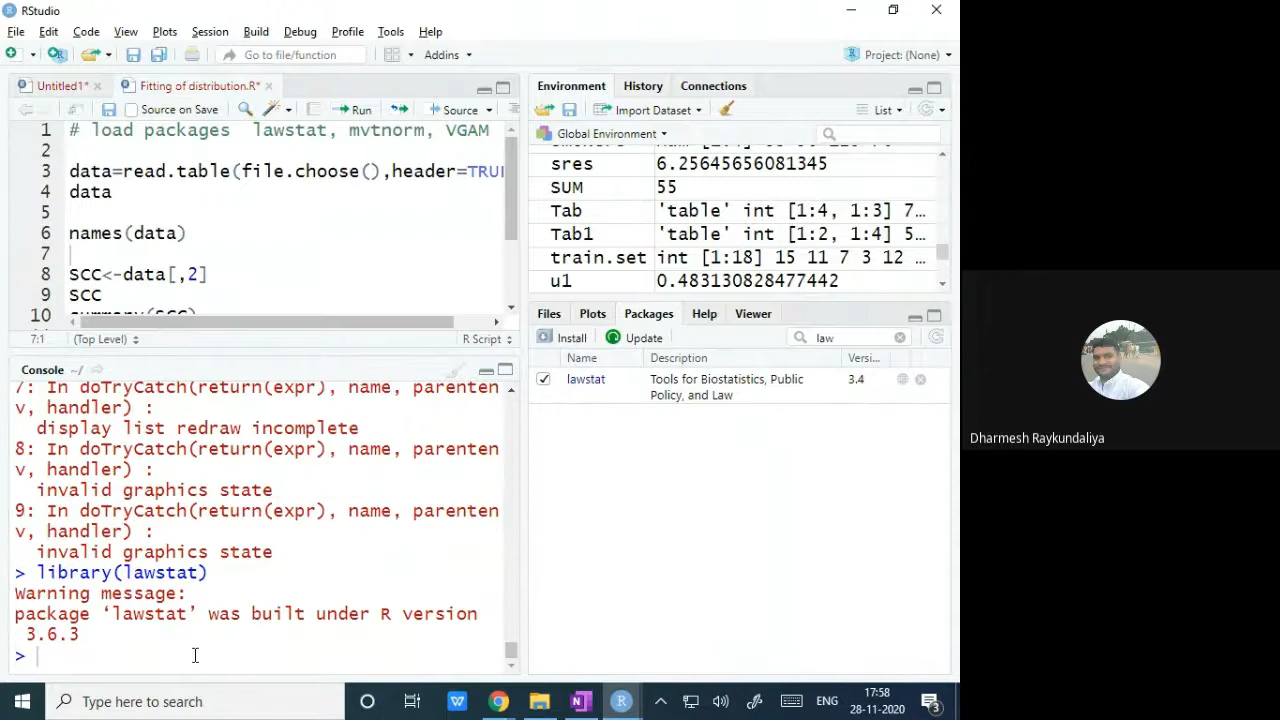 RStudio
File Edit Code View Plots Session Build Debug Profile Tools Help
Go to file/function Addins Project: (None)
Untitled1* Fitting of distribution.R*
Source on Save Run Source
1 # load packages lawstat, mvtnorm, VGAM
2
3 data=read.table(file.choose(),header=TRU
4 data
5
6 names(data)
7
8 scc<-data[,2]
9 scc
10
7:1 (Top Level) R Script
Console ~/
7: In doTryCatch(return(expr), name, parenten
v, handler) :
display list redraw incomplete
8: In doTryCatch(return(expr), name, parenten
v, handler) :
invalid graphics state
9: In doTryCatch(return(expr), name, parenten
v, handler) :
invalid graphics state
> library(lawstat)
Warning message:
package ‘lawstat’ was built under R version
3.6.3
>
Environment History Connections
Import Dataset List
Global Environment
sres 6.25645656081345
SUM 55
Tab 'table' int [1:4, 1:3] 7…
Tab1 'table' int [1:2, 1:4] 5…
train.set int [1:18] 15 11 7 3 12 …
u1 0.483130828477442
Files Plots Packages Help Viewer
Install Update law
Name Description Versi…
lawstat Tools for Biostatistics, Public 3.4
Policy, and Law
Dharmesh Raykundaliya
Type here to search
ENG
17:58
28-11-2020
3